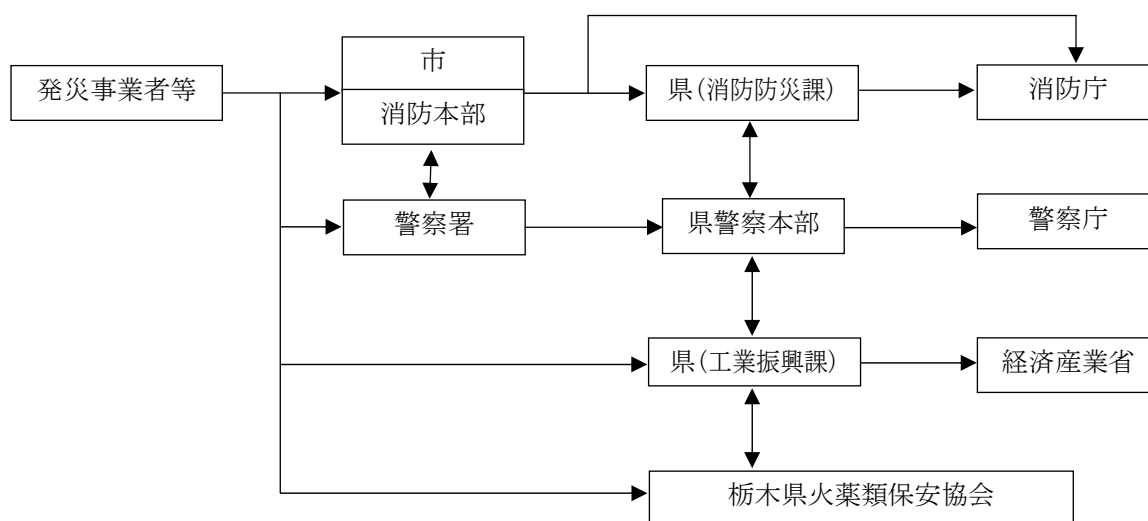 発災事業者等
市
消防本部
県(消防防災課)
消防庁
警察署
県警察本部
警察庁
県(工業振興課)
経済産業省
栃木県火薬類保安協会